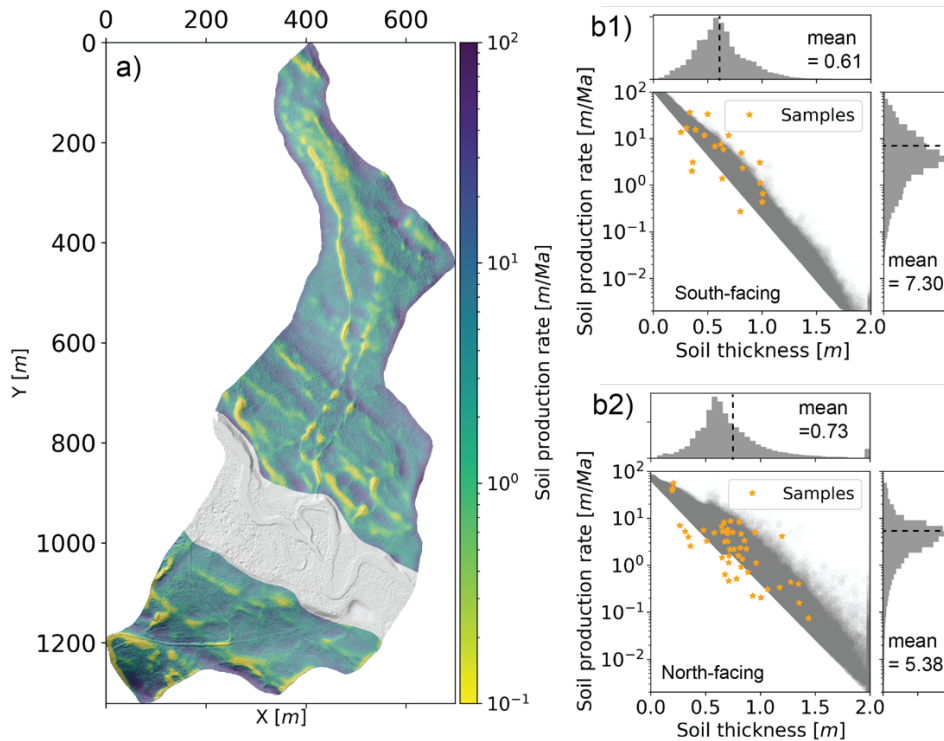 0 200 400 600
a)
0
200
400
600
800
1000
1200
Y [m]
X [m]
10²
10¹
10⁰
10⁻¹
Soil production rate [m/Ma]
b1)
mean
= 0.61
Samples
10²
10¹
10⁰
10⁻¹
10⁻²
Soil production rate [m/Ma]
South-facing
mean
= 7.30
0.0 0.5 1.0 1.5 2.0
Soil thickness [m]
b2)
mean
=0.73
Samples
10²
10¹
10⁰
10⁻¹
10⁻²
Soil production rate [m/Ma]
North-facing
mean
= 5.38
0.0 0.5 1.0 1.5 2.0
Soil thickness [m]